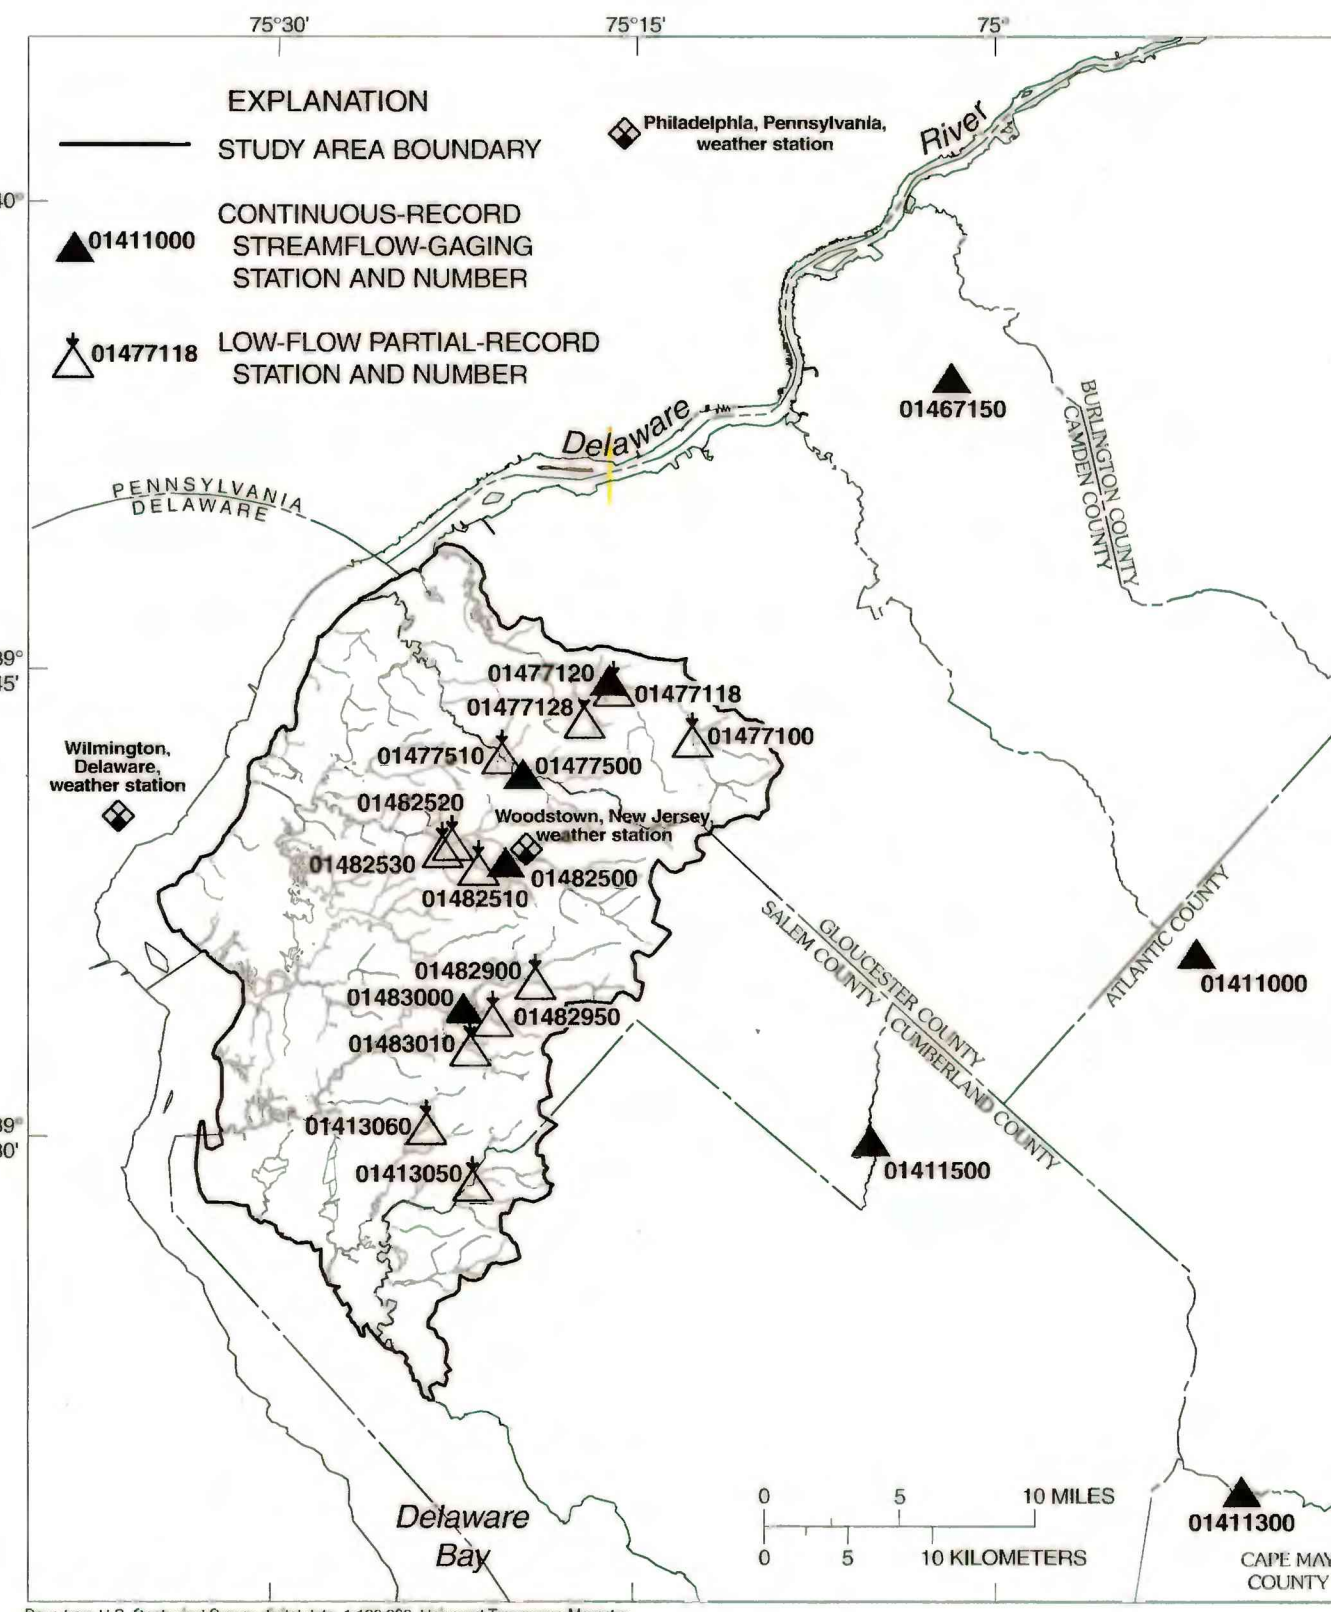 75°30'
75°15'
75°
EXPLANATION
STUDY AREA BOUNDARY
CONTINUOUS-RECORD
STREAMFLOW-GAGING
STATION AND NUMBER
01411000
LOW-FLOW PARTIAL-RECORD
STATION AND NUMBER
01477118
Philadelphia, Pennsylvania,
weather station
River
40°
01467150
BURLINGTON COUNTY
CAMDEN COUNTY
Delaware
PENNSYLVANIA
DELAWARE
01477120
01477118
01477128
01477100
01477510
01477500
Wilmington,
Delaware,
weather station
01482520
Woodstown, New Jersey,
weather station
01482530
01482500
01482510
GLOUCESTER COUNTY
SALEM COUNTY
ATLANTIC COUNTY
01482900
01411000
01483000
01482950
01483010
CUMBERLAND COUNTY
01413060
01413050
01411500
Delaware
Bay
0 5 10 MILES
0 5 10 KILOMETERS
01411300
CAPE MAY
COUNTY